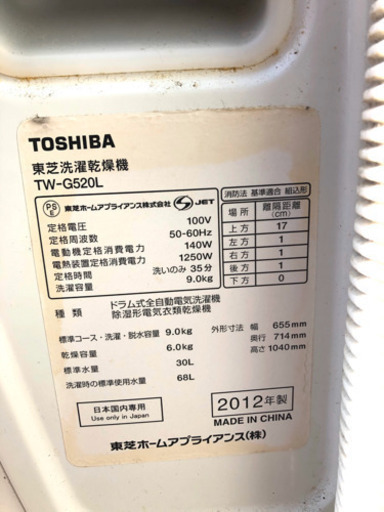 TOSHIBA
東芝洗濯乾燥機
TW-G520L
PS E 東芝ホームアプライアンス株式会社 S JET
定格電圧 100V
定格周波数 50-60Hz
電動機定格消費電力 140W
電熱装置定格消費電力 1250W
定格時間 洗いのみ 35分
洗濯容量 9.0kg
消防法 基準適合 組込形
場所 離隔距離(cm)
上方 17
左方 1
右方 1
後方 1
下方 0
種類 ドラム式全自動電気洗濯機
除湿形電気衣類乾燥機
標準コース・洗濯・脱水容量 9.0kg
乾燥容量 6.0kg
標準水量 30L
洗濯時の標準使用水量 68L
外形寸法 幅 655mm
奥行 714mm
高さ 1040mm
日本国内専用
Use only in Japan
2012年製
MADE IN CHINA
東芝ホームアプライアンス(株)